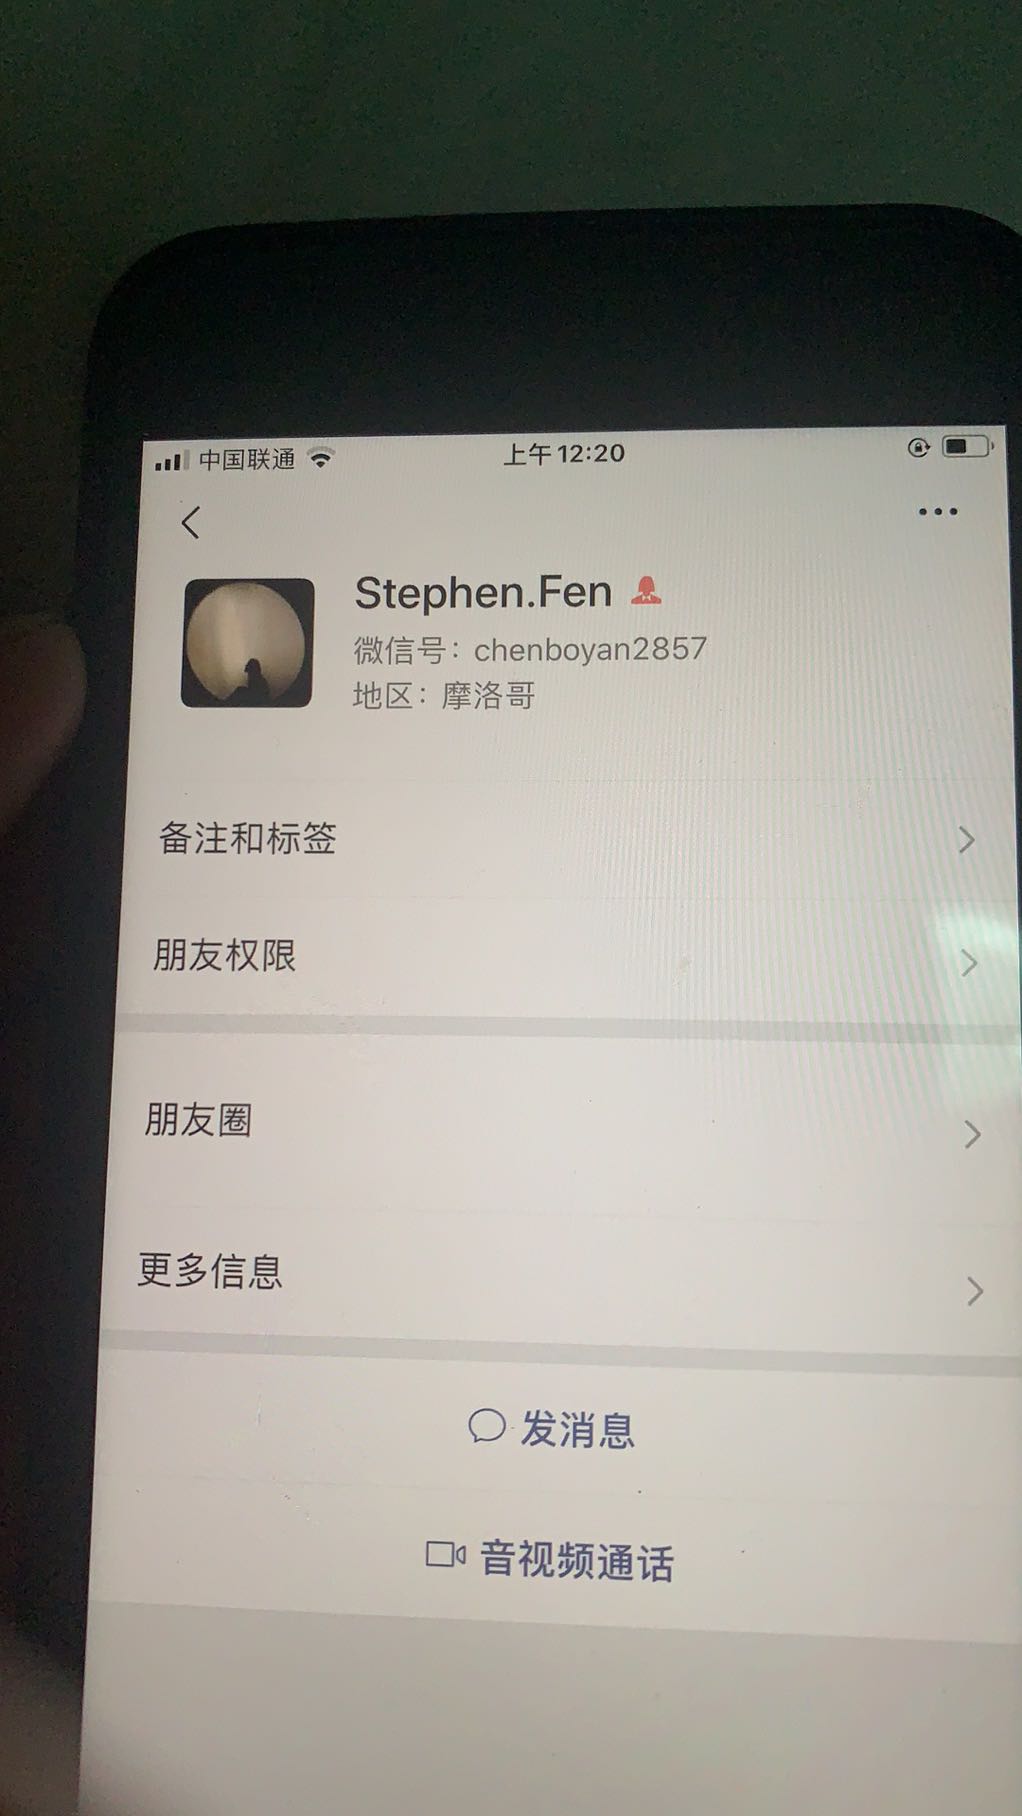 中国联通 上午12:20
Stephen.Fen
微信号：chenboyan2857
地区：摩洛哥
备注和标签
朋友权限
朋友圈
更多信息
发消息
音视频通话